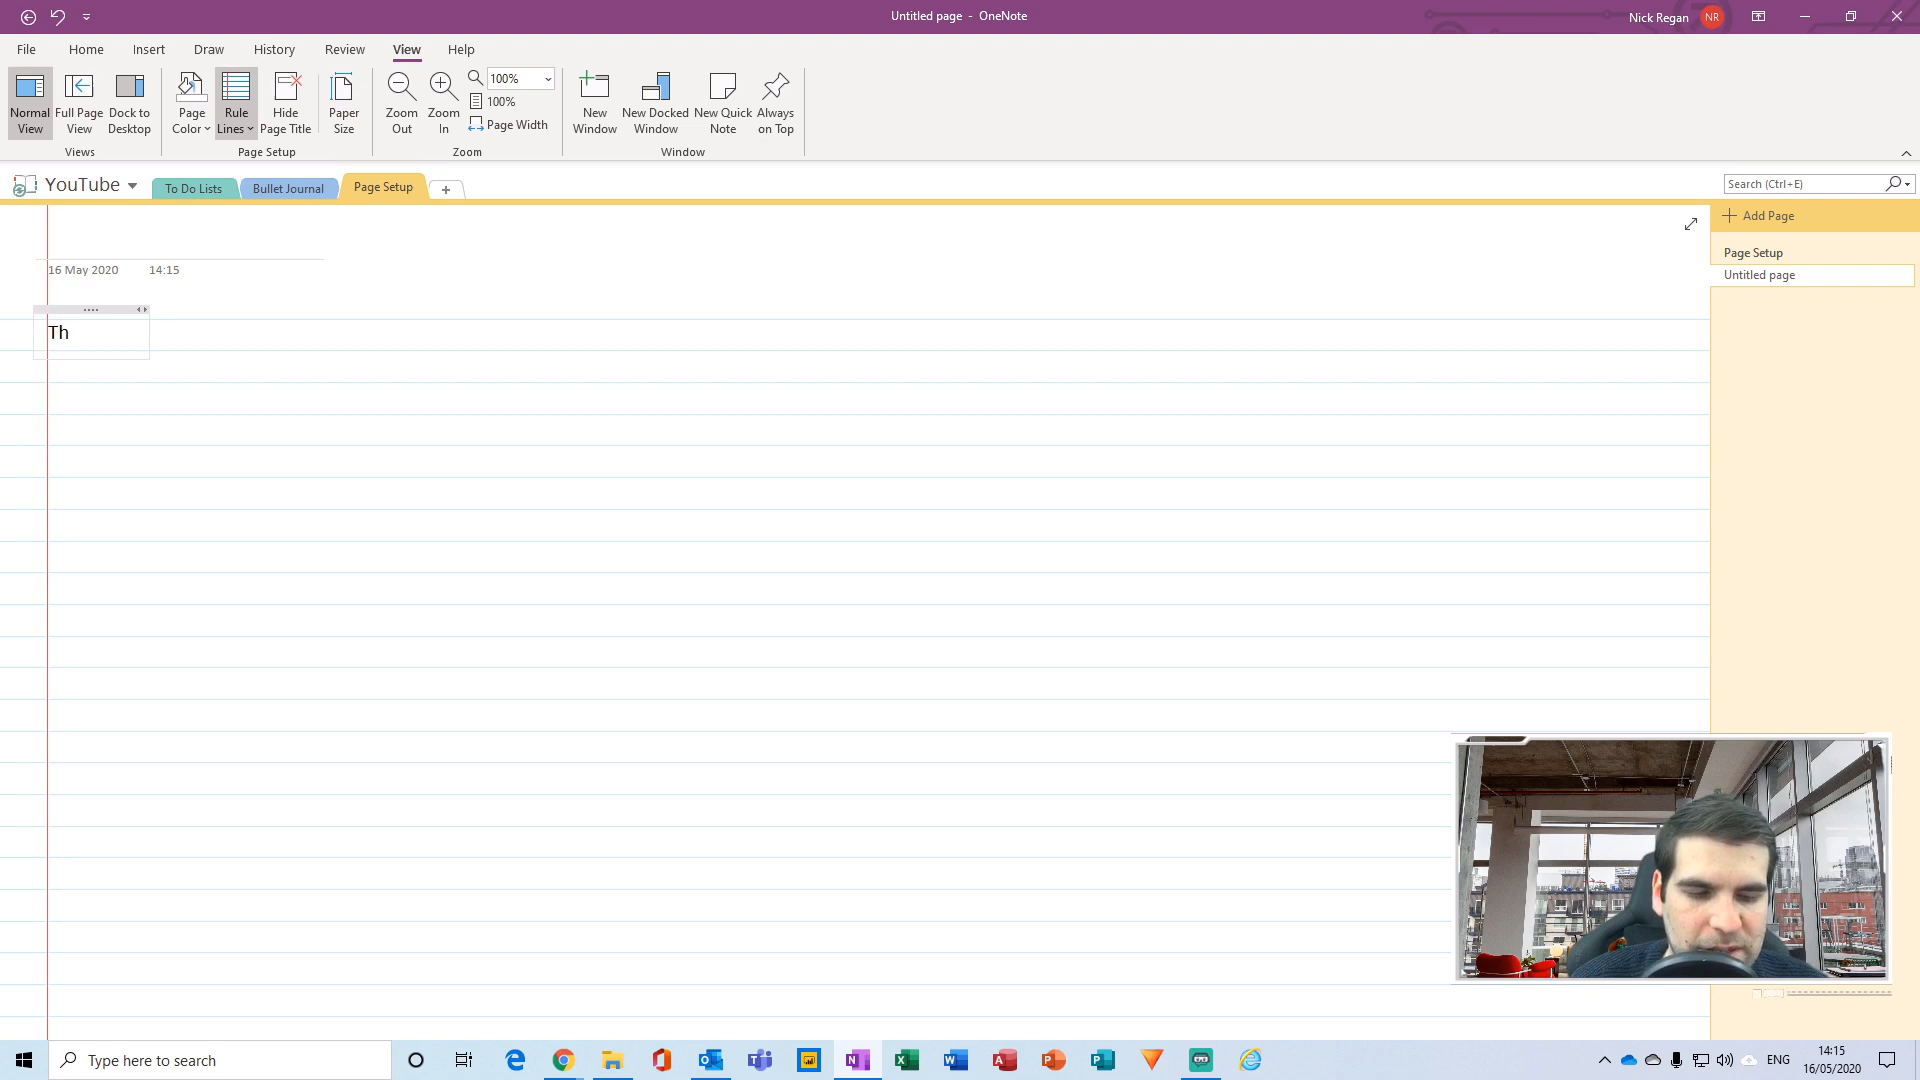 Untitled page - OneNote
Nick Regan NR
File Home Insert Draw History Review View Help
Normal View
Full Page View
Dock to Desktop
Page Color
Rule Lines
Hide Page Title
Paper Size
Zoom Out
Zoom In
100%
100%
Page Width
New Window
New Docked Window
New Quick Note
Always on Top
Views
Page Setup
Zoom
Window
YouTube
To Do Lists
Bullet Journal
Page Setup
Search (Ctrl+E)
Add Page
16 May 2020 14:15
Page Setup
Untitled page
Th
Type here to search
ENG
14:15
16/05/2020